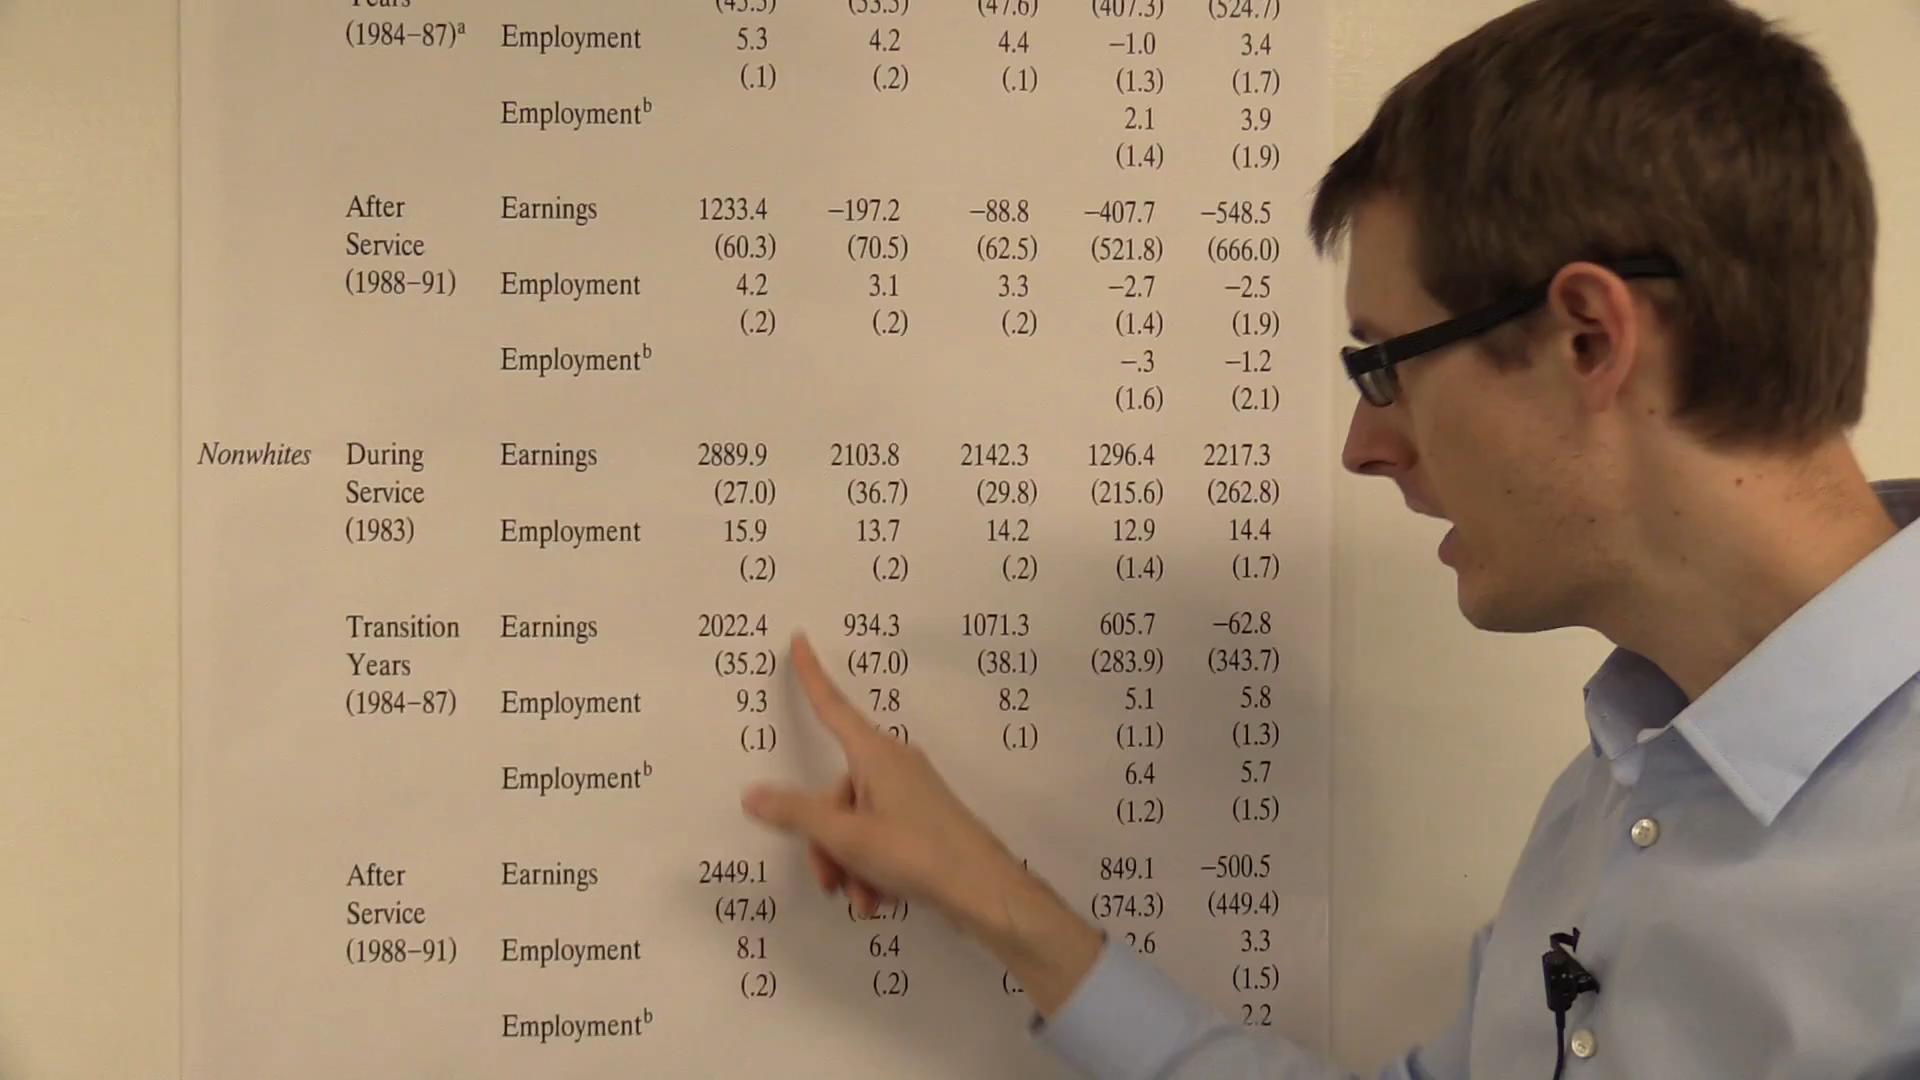 Years (43.5) (53.5) (47.6) (407.3) (524.7)
(1984–87)ª Employment 5.3 4.2 4.4 –1.0 3.4
(.1) (.2) (.1) (1.3) (1.7)
Employmentᵇ 2.1 3.9
(1.4) (1.9)
After Earnings 1233.4 –197.2 –88.8 –407.7 –548.5
Service (60.3) (70.5) (62.5) (521.8) (666.0)
(1988–91) Employment 4.2 3.1 3.3 –2.7 –2.5
(.2) (.2) (.2) (1.4) (1.9)
Employmentᵇ –.3 –1.2
(1.6) (2.1)
Nonwhites During Earnings 2889.9 2103.8 2142.3 1296.4 2217.3
Service (27.0) (36.7) (29.8) (215.6) (262.8)
(1983) Employment 15.9 13.7 14.2 12.9 14.4
(.2) (.2) (.2) (1.4) (1.7)
Transition Earnings 2022.4 934.3 1071.3 605.7 –62.8
Years (35.2) (47.0) (38.1) (283.9) (343.7)
(1984–87) Employment 9.3 7.8 8.2 5.1 5.8
(.1) (.1) (1.1) (1.3)
Employmentᵇ 6.4 5.7
(1.2) (1.5)
After Earnings 2449.1 849.1 –500.5
Service (47.4) (374.3) (449.4)
(1988–91) Employment 8.1 6.4 3.3
(.2) (.2) (1.5)
Employmentᵇ 2.2